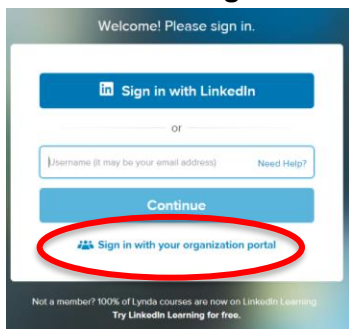 Welcome! Please sign in.
in Sign in with LinkedIn
or
Username (it may be your email address) Need Help?
Continue
Sign in with your organization portal
Not a member? 100% of Lynda courses are now on LinkedIn Learning.
Try LinkedIn Learning for free.